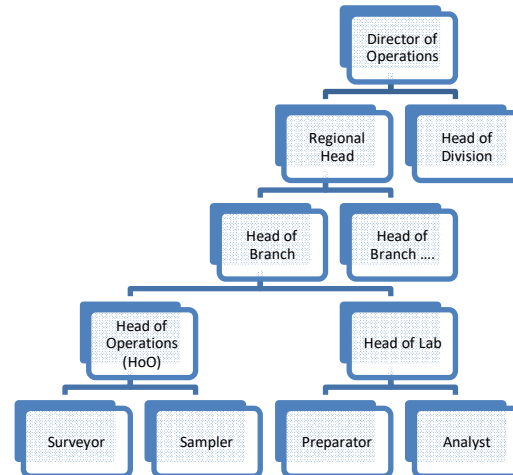 Director of
Operations
Regional
Head
Head of
Division
Head of
Branch
Head of
Branch ....
Head of
Operations
(HoO)
Head of Lab
Surveyor
Sampler
Preparator
Analyst